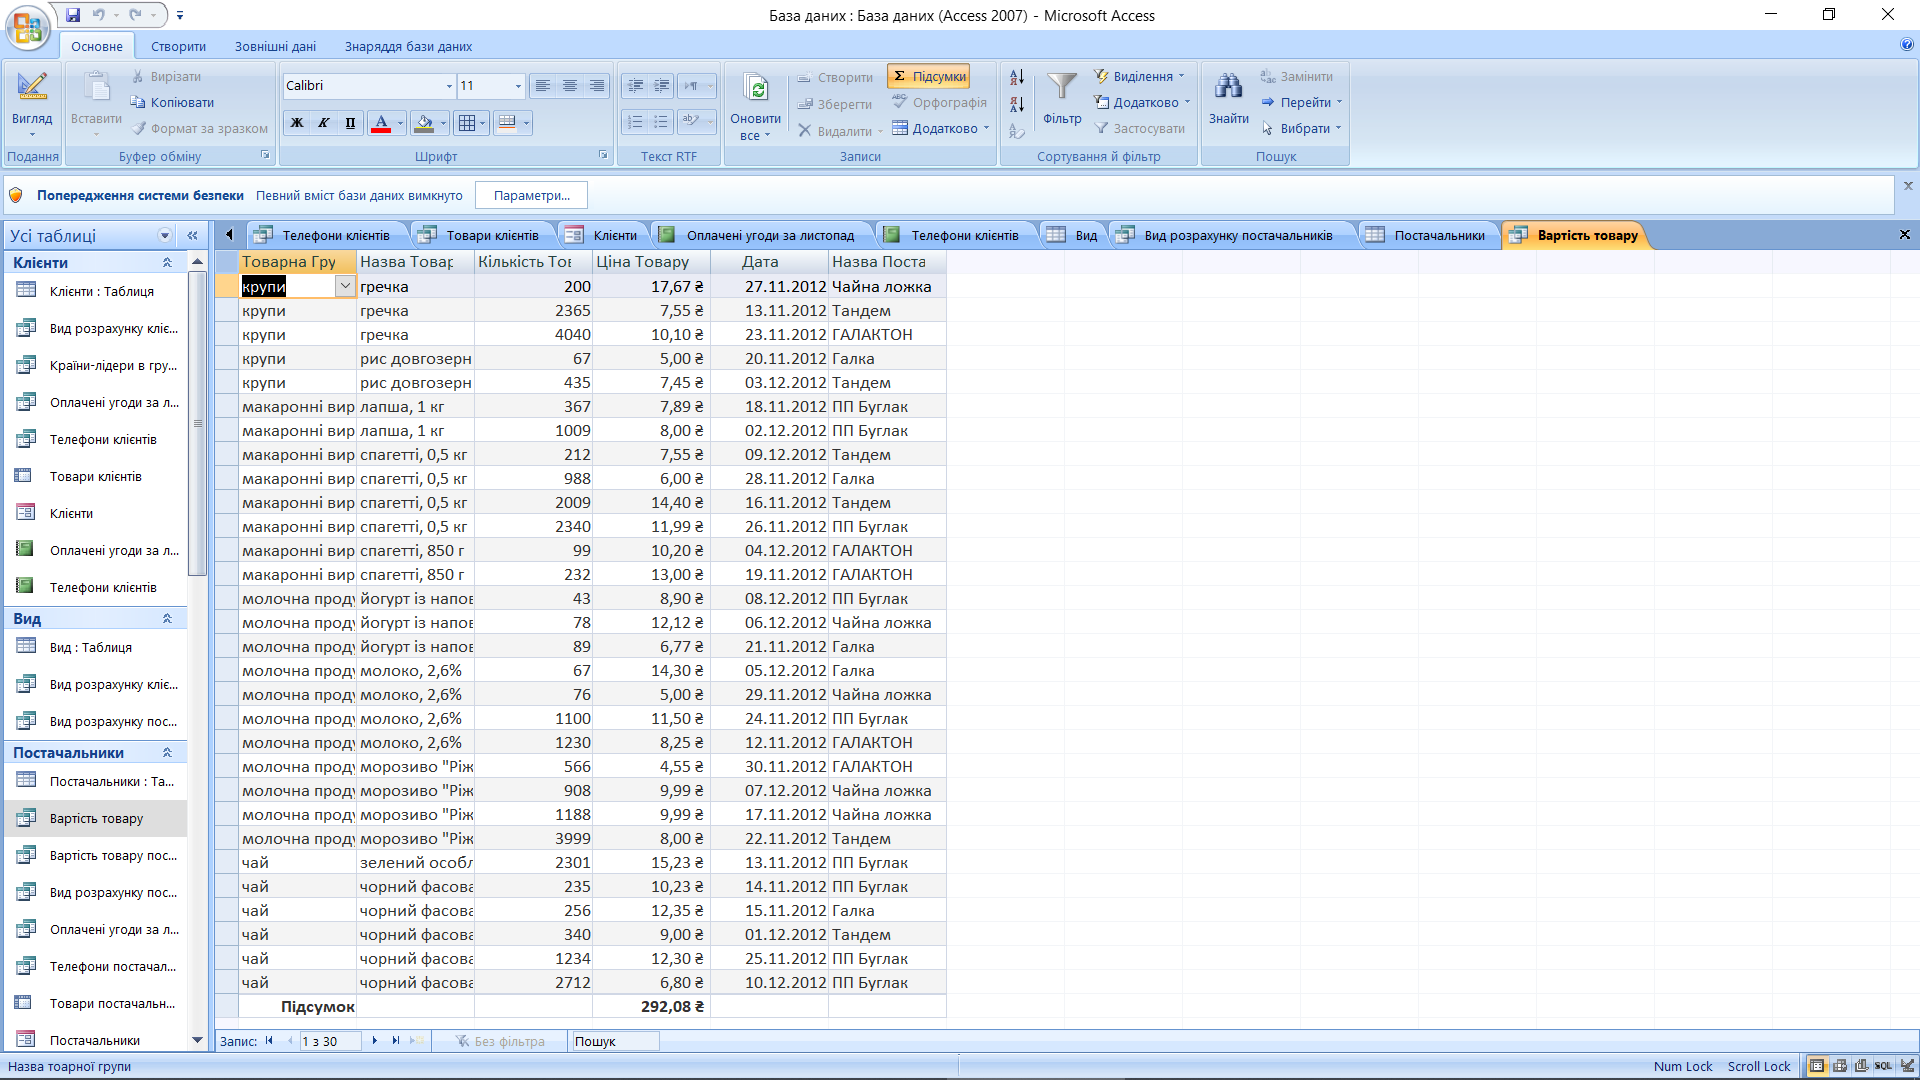 База даних : База даних (Access 2007) - Microsoft Access
Основне Створити Зовнішні дані Знаряддя бази даних
Вигляд
Подання
Вставити
Вирізати
Копіювати
Формат за зразком
Буфер обміну
Calibri 11
Ж К П А
Шрифт
Текст RTF
Оновити все
Створити
Зберегти
Видалити
Σ Підсумки
Орфографія
Додатково
Записи
Фільтр
Виділення
Додатково
Застосувати
Сортування й фільтр
Знайти
Замінити
Перейти
Вибрати
Пошук
Попередження системи безпеки Певний вміст бази даних вимкнуто Параметри...
Усі таблиці
Клієнти
Клієнти : Таблиця
Вид розрахунку кліє...
Країни-лідери в гру...
Оплачені угоди за л...
Телефони клієнтів
Товари клієнтів
Клієнти
Оплачені угоди за л...
Телефони клієнтів
Вид
Вид : Таблиця
Вид розрахунку кліє...
Вид розрахунку пос...
Постачальники
Постачальники : Та...
Вартість товару
Вартість товару пос...
Вид розрахунку пос...
Оплачені угоди за л...
Телефони постачал...
Товари постачальн...
Постачальники
Телефони клієнтів Товари клієнтів Клієнти Оплачені угоди за листопад Телефони клієнтів Вид Вид розрахунку постачальників Постачальники Вартість товару
Товарна Гру Назва Товар Кількість Тов Ціна Товару Дата Назва Поста
крупи гречка 200 17,67 ₴ 27.11.2012 Чайна ложка
крупи гречка 2365 7,55 ₴ 13.11.2012 Тандем
крупи гречка 4040 10,10 ₴ 23.11.2012 ГАЛАКТОН
крупи рис довгозерн 67 5,00 ₴ 20.11.2012 Галка
крупи рис довгозерн 435 7,45 ₴ 03.12.2012 Тандем
макаронні вир лапша, 1 кг 367 7,89 ₴ 18.11.2012 ПП Буглак
макаронні вир лапша, 1 кг 1009 8,00 ₴ 02.12.2012 ПП Буглак
макаронні вир спагетті, 0,5 кг 212 7,55 ₴ 09.12.2012 Тандем
макаронні вир спагетті, 0,5 кг 988 6,00 ₴ 28.11.2012 Галка
макаронні вир спагетті, 0,5 кг 2009 14,40 ₴ 16.11.2012 Тандем
макаронні вир спагетті, 0,5 кг 2340 11,99 ₴ 26.11.2012 ПП Буглак
макаронні вир спагетті, 850 г 99 10,20 ₴ 04.12.2012 ГАЛАКТОН
макаронні вир спагетті, 850 г 232 13,00 ₴ 19.11.2012 ГАЛАКТОН
молочна проду йогурт із напов 43 8,90 ₴ 08.12.2012 ПП Буглак
молочна проду йогурт із напов 78 12,12 ₴ 06.12.2012 Чайна ложка
молочна проду йогурт із напов 89 6,77 ₴ 21.11.2012 Галка
молочна проду молоко, 2,6% 67 14,30 ₴ 05.12.2012 Галка
молочна проду молоко, 2,6% 76 5,00 ₴ 29.11.2012 Чайна ложка
молочна проду молоко, 2,6% 1100 11,50 ₴ 24.11.2012 ПП Буглак
молочна проду молоко, 2,6% 1230 8,25 ₴ 12.11.2012 ГАЛАКТОН
молочна проду морозиво "Ріж 566 4,55 ₴ 30.11.2012 ГАЛАКТОН
молочна проду морозиво "Ріж 908 9,99 ₴ 07.12.2012 Чайна ложка
молочна проду морозиво "Ріж 1188 9,99 ₴ 17.11.2012 Чайна ложка
молочна проду морозиво "Ріж 3999 8,00 ₴ 22.11.2012 Тандем
чай зелений особл 2301 15,23 ₴ 13.11.2012 ПП Буглак
чай чорний фасова 235 10,23 ₴ 14.11.2012 ПП Буглак
чай чорний фасова 256 12,35 ₴ 15.11.2012 Галка
чай чорний фасова 340 9,00 ₴ 01.12.2012 Тандем
чай чорний фасова 1234 12,30 ₴ 25.11.2012 ПП Буглак
чай чорний фасова 2712 6,80 ₴ 10.12.2012 ПП Буглак
Підсумок 292,08 ₴
Запис: 1 з 30 Без фільтра Пошук
Назва тоарної групи Num Lock Scroll Lock SQL